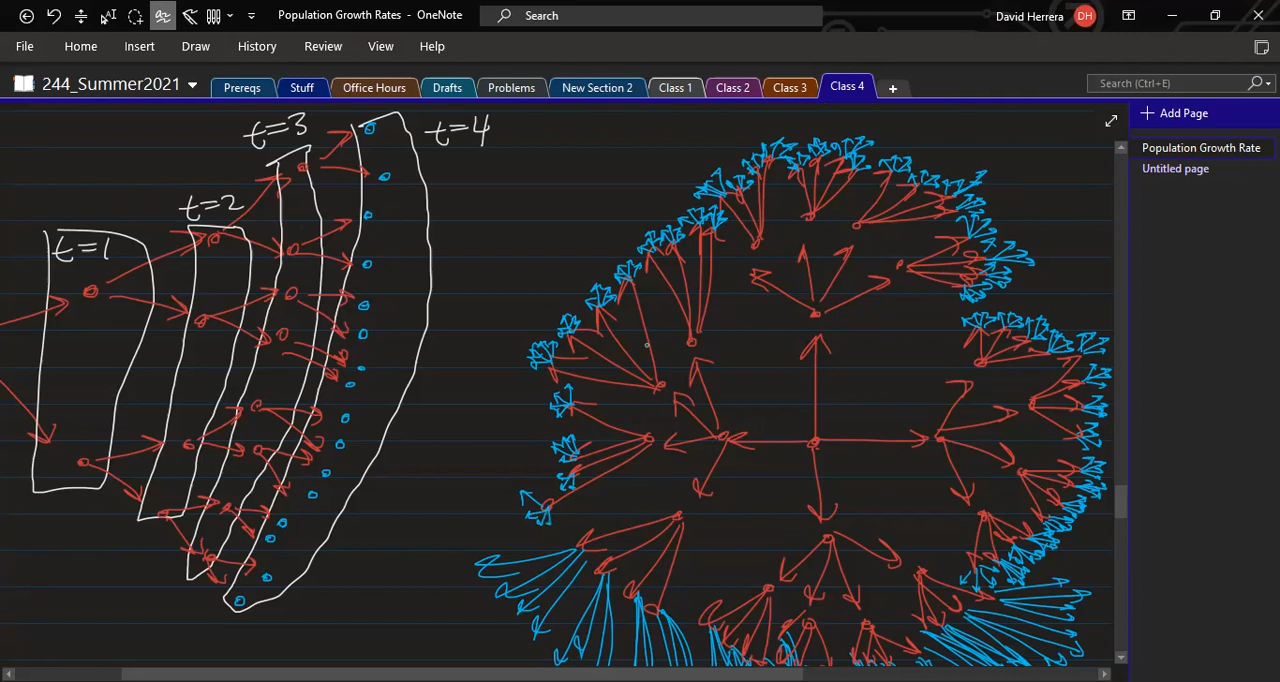 Population Growth Rates - OneNote
Search
David Herrera
DH
File
Home
Insert
Draw
History
Review
View
Help
244_Summer2021
Prereqs
Stuff
Office Hours
Drafts
Problems
New Section 2
Class 1
Class 2
Class 3
Class 4
Search (Ctrl+E)
Add Page
Population Growth Rate
Untitled page
t=1
t=2
t=3
t=4